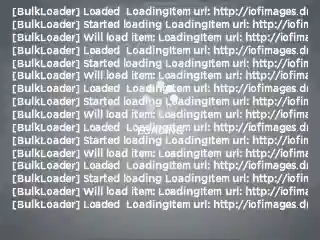 [BulkLoader] Loaded LoadingItem url: http://iofimages.d
[BulkLoader] Started loading LoadingItem url: http://iofi
[BulkLoader] Will load item: LoadingItem url: http://iofima
[BulkLoader] Loaded LoadingItem url: http://iofimages.d
[BulkLoader] Started loading LoadingItem url: http://iofi
[BulkLoader] Will load item: LoadingItem url: http://iofima
[BulkLoader] Loaded LoadingItem url: http://iofimages.d
[BulkLoader] Started loading LoadingItem url: http://iofi
[BulkLoader] Will load item: LoadingItem url: http://iofima
[BulkLoader] Loaded LoadingItem url: http://iofimages.d
[BulkLoader] Started loading LoadingItem url: http://iofi
[BulkLoader] Will load item: LoadingItem url: http://iofima
[BulkLoader] Loaded LoadingItem url: http://iofimages.d
[BulkLoader] Started loading LoadingItem url: http://iofi
[BulkLoader] Will load item: LoadingItem url: http://iofima
[BulkLoader] Loaded LoadingItem url: http://iofimages.d